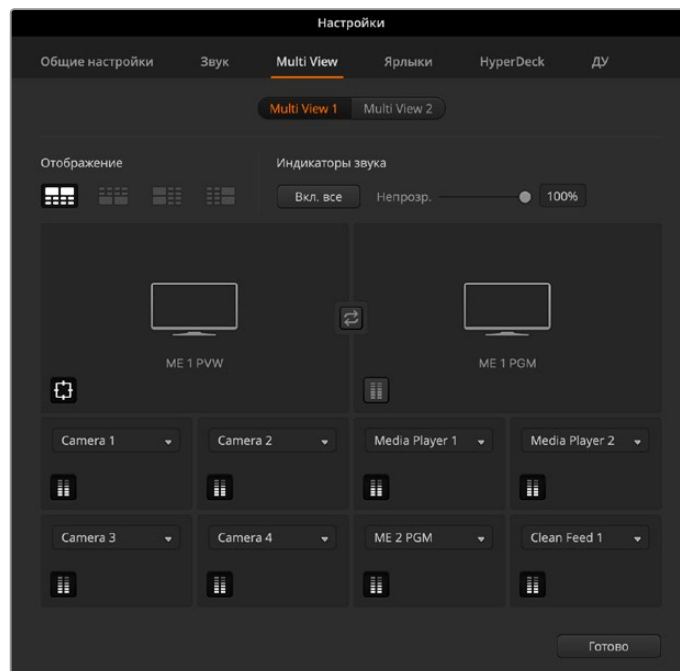 Настройки
Общие настройки Звук Multi View Ярлыки HyperDeck ДУ
Multi View 1 Multi View 2
Отображение Индикаторы звука
Вкл. все Непрозр. 100%
ME 1 PVW ME 1 PGM
Camera 1 Camera 2 Media Player 1 Media Player 2
Camera 3 Camera 4 ME 2 PGM Clean Feed 1
Готово